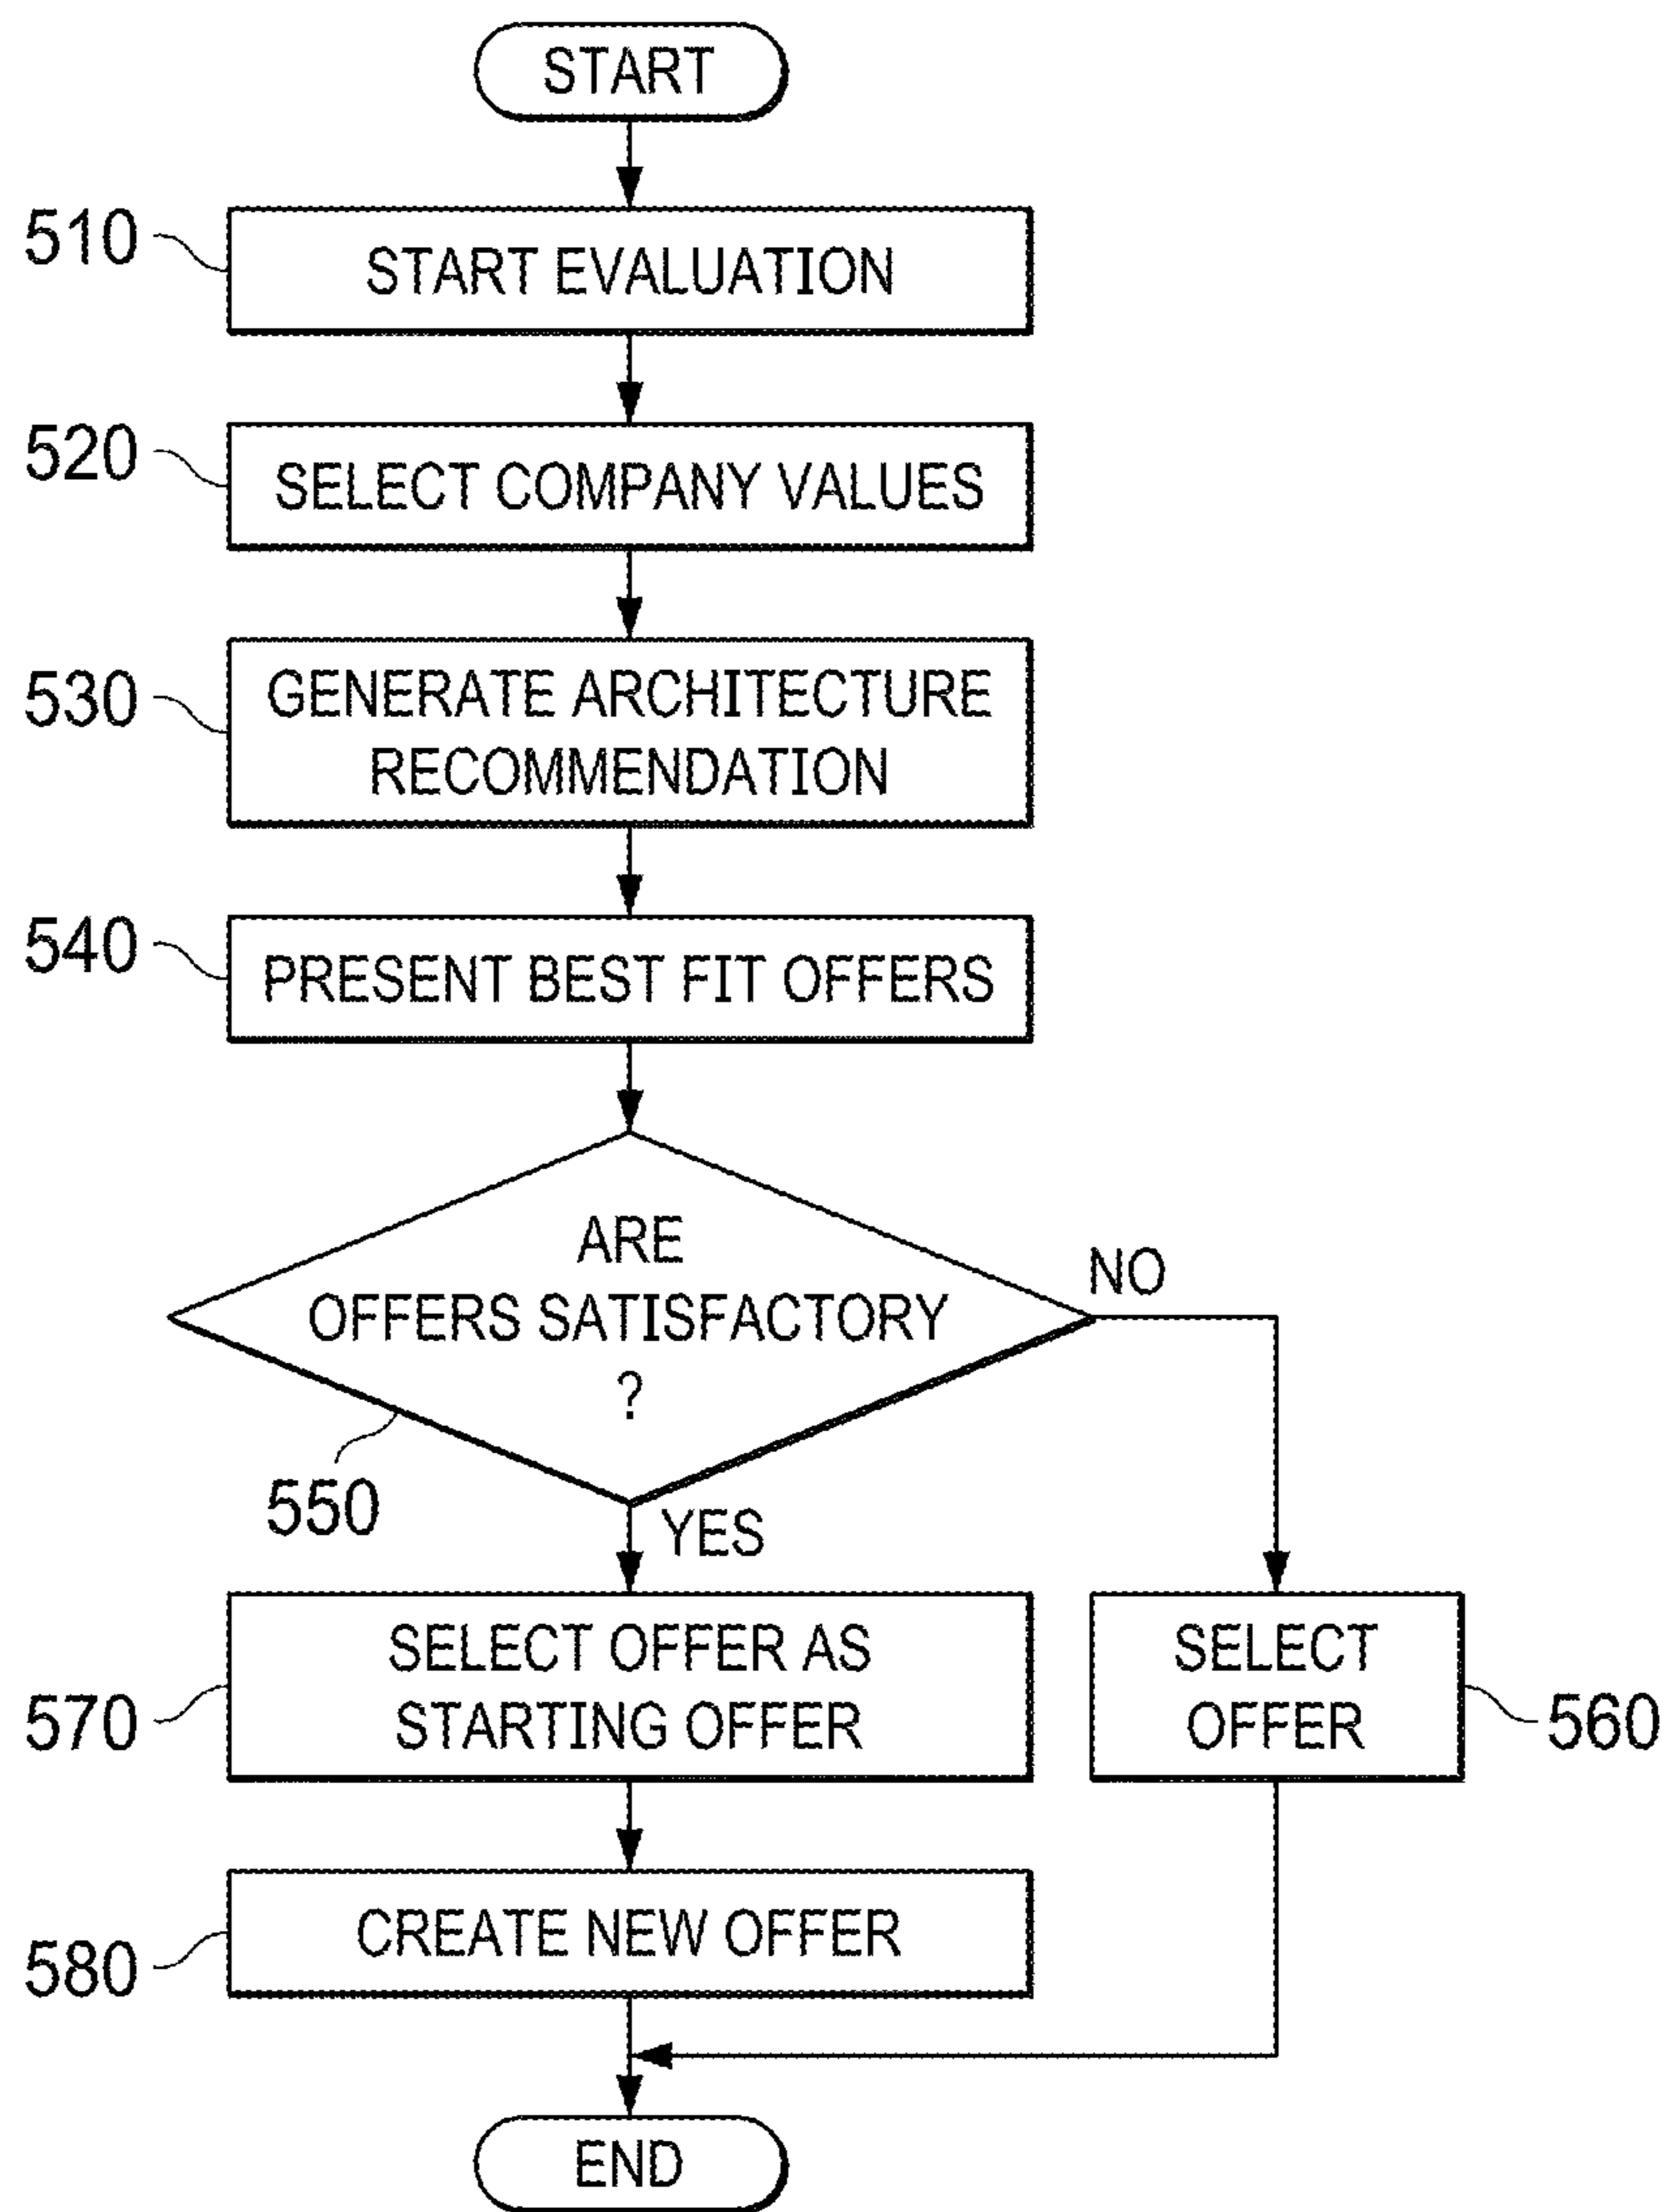 START
510
START EVALUATION
520
SELECT COMPANY VALUES
530
GENERATE ARCHITECTURE
RECOMMENDATION
540
PRESENT BEST FIT OFFERS
ARE
OFFERS SATISFACTORY
?
NO
550
YES
570
SELECT OFFER AS
STARTING OFFER
SELECT
OFFER
560
580
CREATE NEW OFFER
END